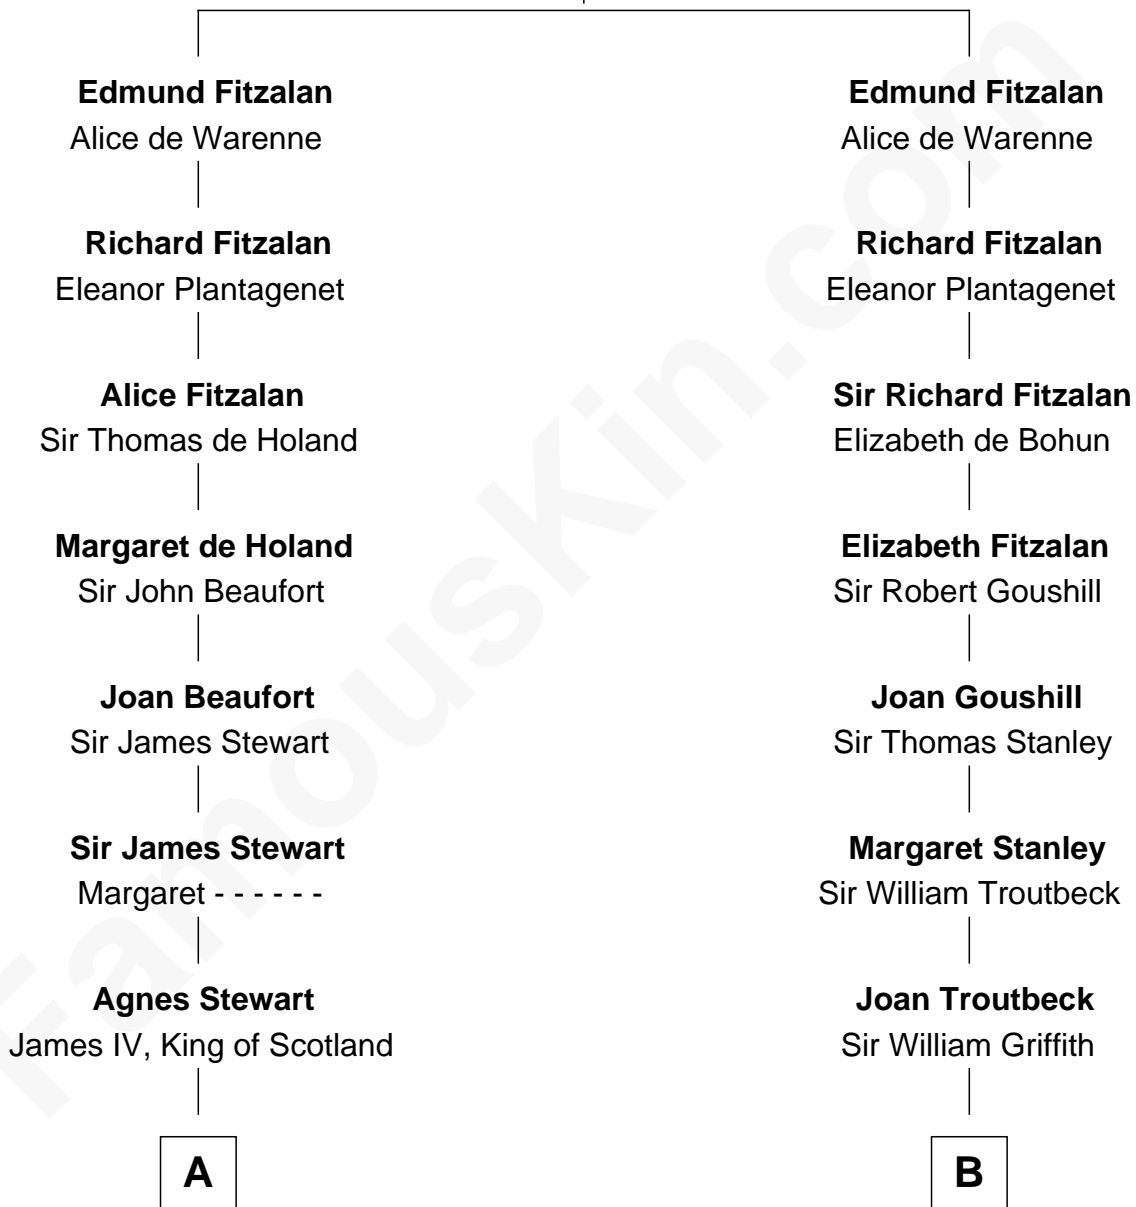 Edmund Fitzalan
Alice de Warenne
Richard Fitzalan
Eleanor Plantagenet
Alice Fitzalan
Sir Thomas de Holand
Margaret de Holand
Sir John Beaufort
Joan Beaufort
Sir James Stewart
Sir James Stewart
Margaret - - - - - -
Agnes Stewart
James IV, King of Scotland
A
Edmund Fitzalan
Alice de Warenne
Richard Fitzalan
Eleanor Plantagenet
Sir Richard Fitzalan
Elizabeth de Bohun
Elizabeth Fitzalan
Sir Robert Goushill
Joan Goushill
Sir Thomas Stanley
Margaret Stanley
Sir William Troutbeck
Joan Troutbeck
Sir William Griffith
B
FamousKin.com